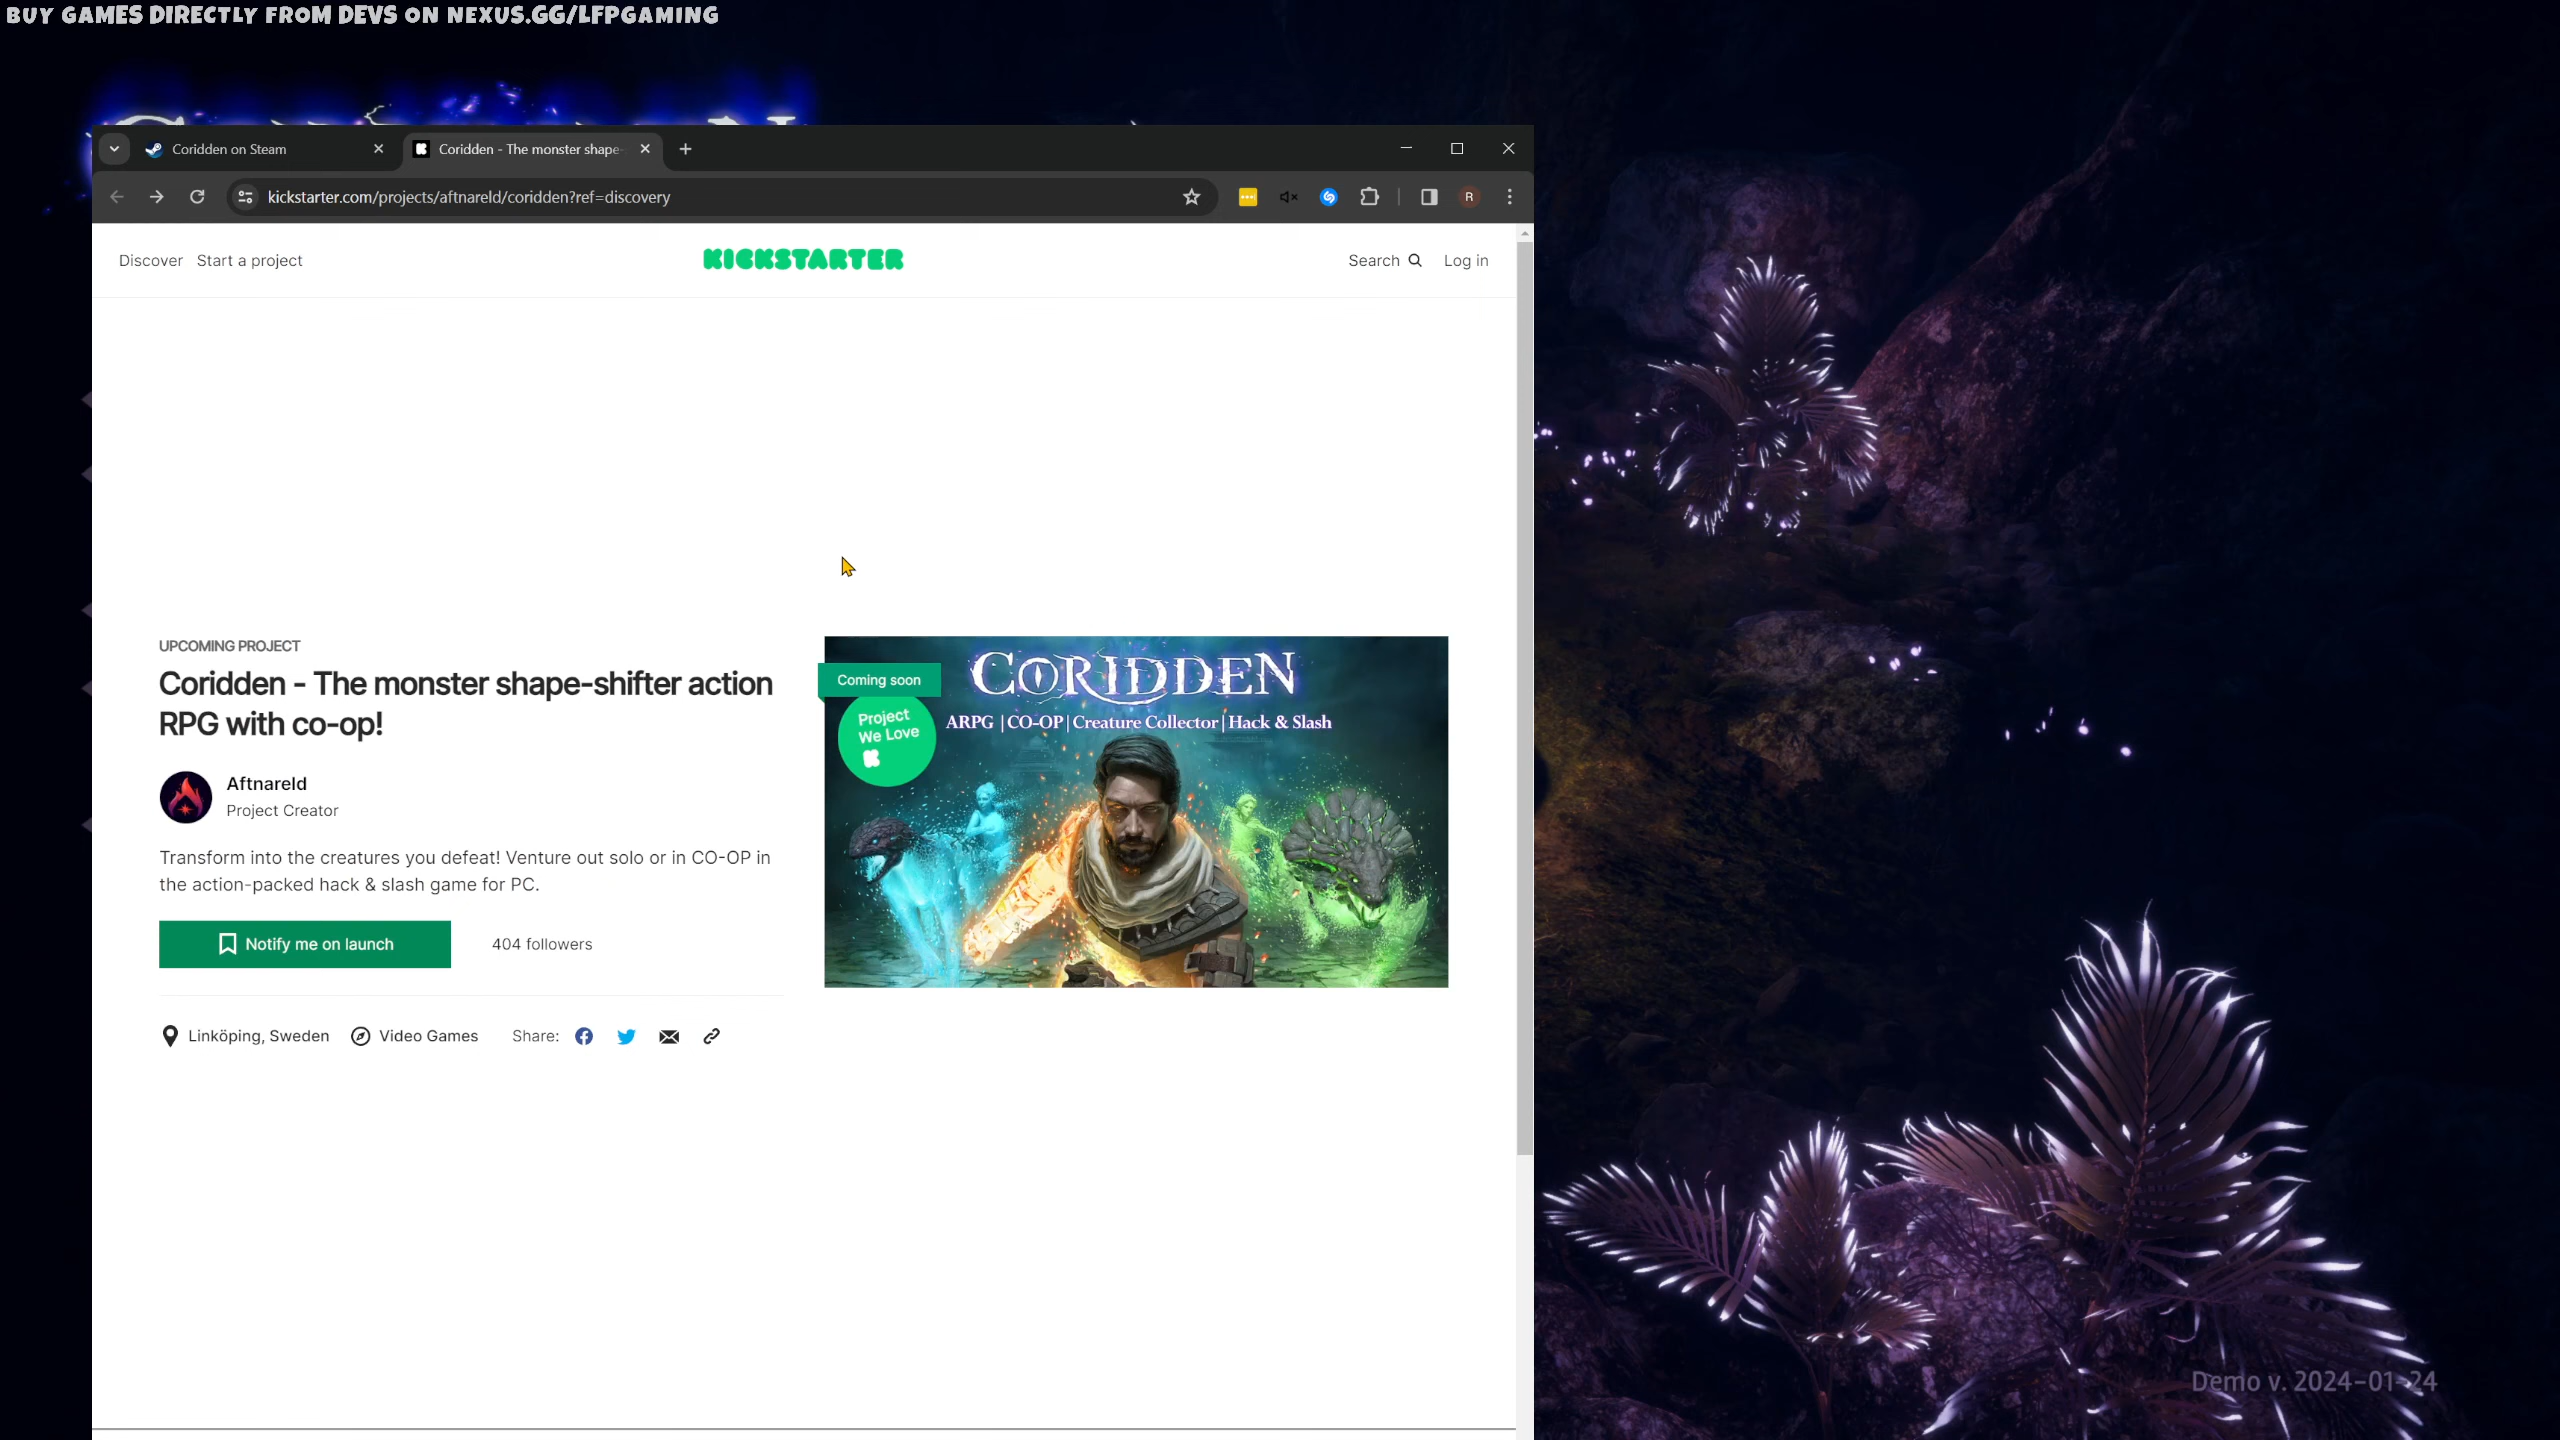 BUY GAMES DIRECTLY FROM DEVS ON NEXUS.GG/LFPGAMING
Coridden on Steam
Coridden - The monster shape-
kickstarter.com/projects/aftnareld/coridden?ref=discovery
R
Discover Start a project
KICKSTARTER
Search Log in
UPCOMING PROJECT
Coridden - The monster shape-shifter action
RPG with co-op!
Aftnareld
Project Creator
Transform into the creatures you defeat! Venture out solo or in CO-OP in
the action-packed hack & slash game for PC.
Notify me on launch
404 followers
Linköping, Sweden
Video Games
Share:
Coming soon
Project
We Love
CORIDDEN
ARPG | CO-OP | Creature Collector | Hack & Slash
Demo v. 2024-01-24